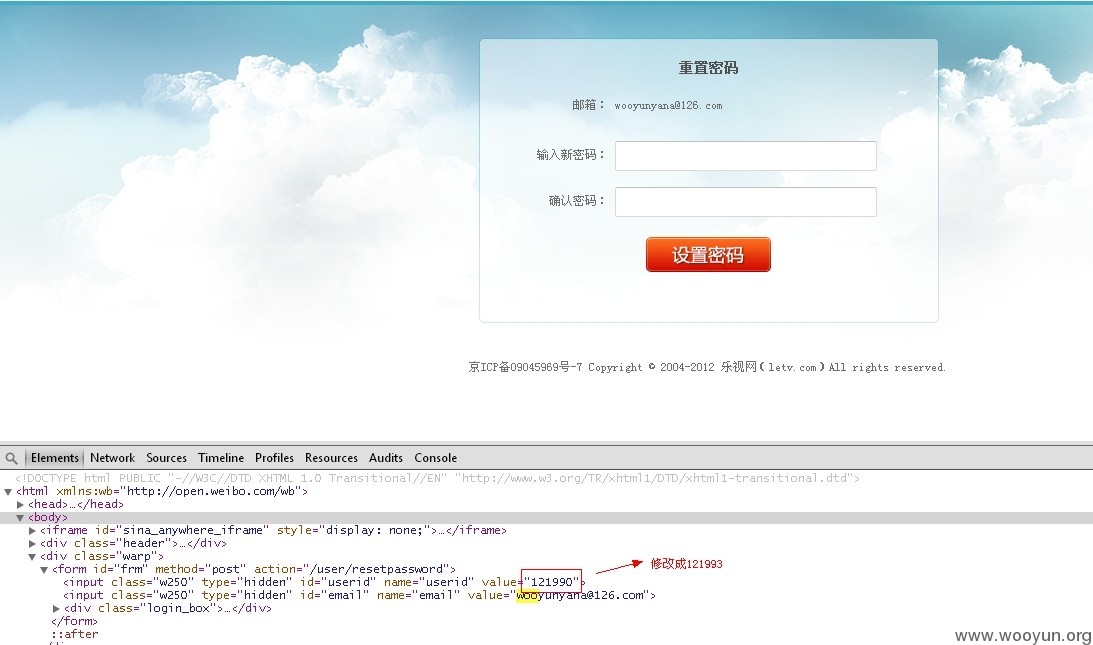 重置密码
邮箱： wooyunyana@126.com
输入新密码：
确认密码：
设置密码
京ICP备09045969号-7 Copyright © 2004-2012 乐视网（letv.com）All rights reserved.
Elements Network Sources Timeline Profiles Resources Audits Console
<!DOCTYPE html PUBLIC "-//W3C//DTD XHTML 1.0 Transitional//EN" "http://www.w3.org/TR/xhtml1/DTD/xhtml1-transitional.dtd">
▼<html xmlns:wb="http://open.weibo.com/wb">
▶<head>…</head>
▼<body>
▶<iframe id="sina_anywhere_iframe" style="display: none;">…</iframe>
▶<div class="header">…</div>
▼<div class="warp">
▼<form id="frm" method="post" action="/user/resetpassword">
修改成121993
<input class="w250" type="hidden" id="userid" name="userid" value="121990">
<input class="w250" type="hidden" id="email" name="email" value="wooyunyana@126.com">
▶<div class="login_box">…</div>
</form>
::after
www.wooyun.org